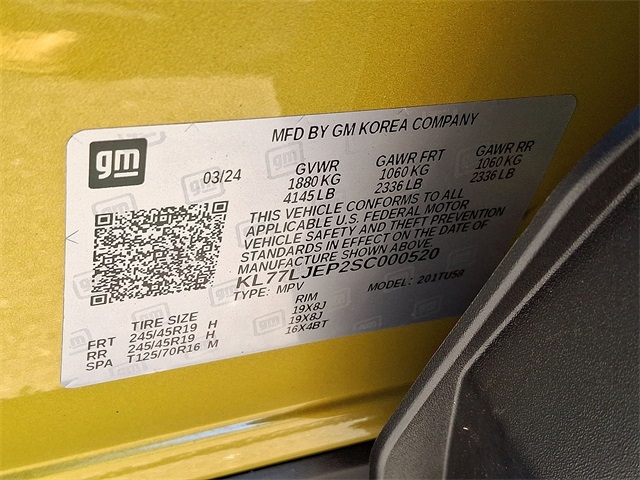 gm
MFD BY GM KOREA COMPANY
03/24
GVWR GAWR FRT GAWR RR
1880 KG 1060 KG 1060 KG
4145 LB 2336 LB 2336 LB
THIS VEHICLE CONFORMS TO ALL
APPLICABLE U.S. FEDERAL MOTOR
VEHICLE SAFETY AND THEFT PREVENTION
STANDARDS IN EFFECT ON THE DATE OF
MANUFACTURE SHOWN ABOVE.
KL77LJEP2SC000520
TYPE: MPV MODEL: 201TU58
TIRE SIZE RIM
FRT 245/45R19 H 19X8J
RR 245/45R19 H 19X8J
SPA T125/70R16 M 16X4BT